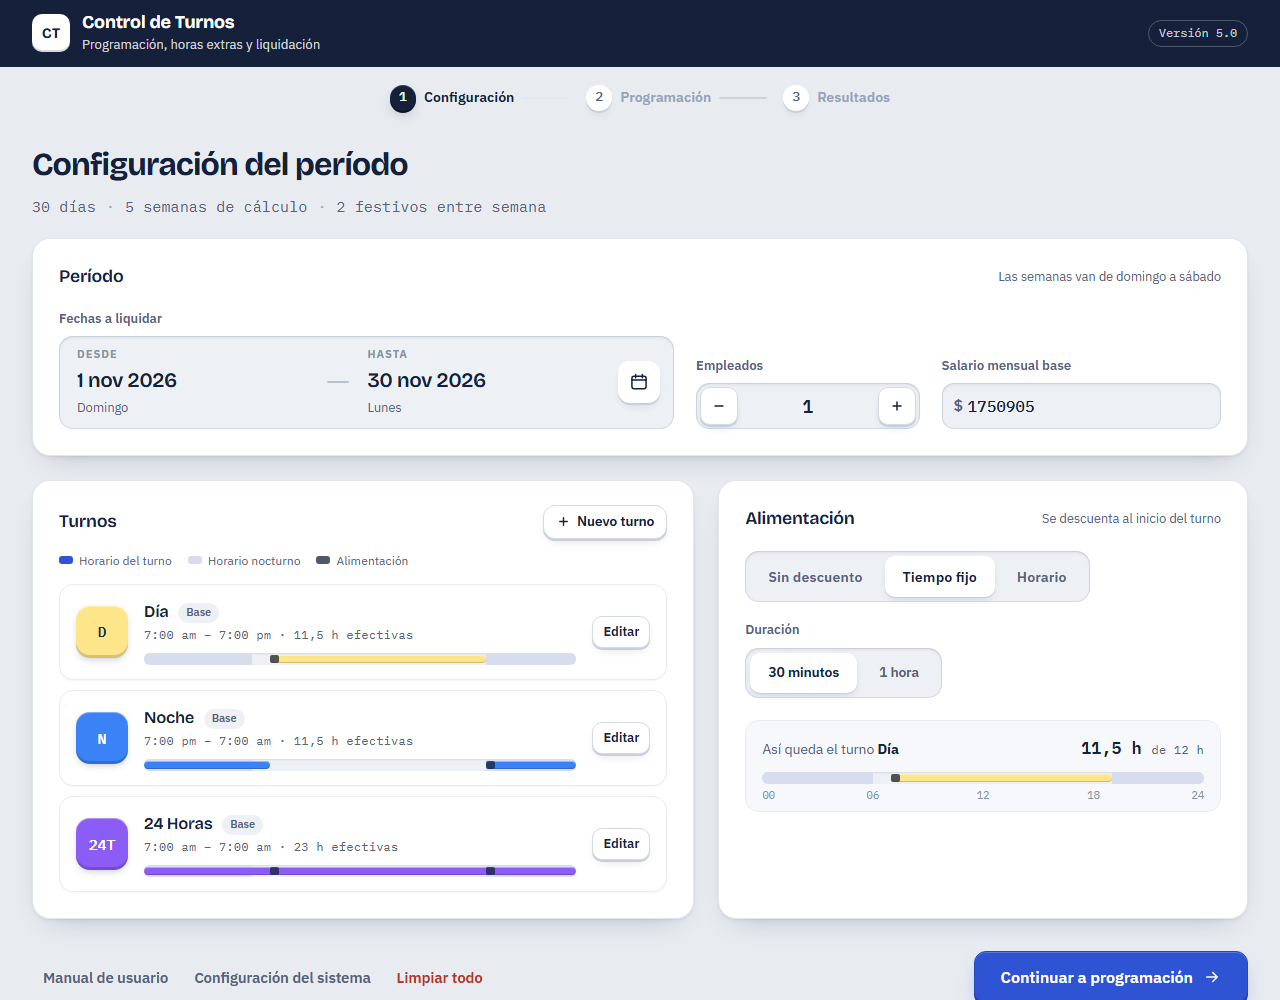 CT
Control de Turnos
Programación, horas extras y liquidación
Versión 5.0
1 Configuración
2 Programación
3 Resultados
Configuración del período
30 días · 5 semanas de cálculo · 2 festivos entre semana
Período
Las semanas van de domingo a sábado
Fechas a liquidar
DESDE
1 nov 2026
Domingo
—
HASTA
30 nov 2026
Lunes
Empleados
− 1 +
Salario mensual base
$ 1750905
Turnos
+ Nuevo turno
Horario del turno
Horario nocturno
Alimentación
D
Día Base
7:00 am – 7:00 pm · 11,5 h efectivas
Editar
N
Noche Base
7:00 pm – 7:00 am · 11,5 h efectivas
Editar
24T
24 Horas Base
7:00 am – 7:00 am · 23 h efectivas
Editar
Alimentación
Se descuenta al inicio del turno
Sin descuento
Tiempo fijo
Horario
Duración
30 minutos
1 hora
Así queda el turno Día
11,5 h de 12 h
00 06 12 18 24
Manual de usuario
Configuración del sistema
Limpiar todo
Continuar a programación →